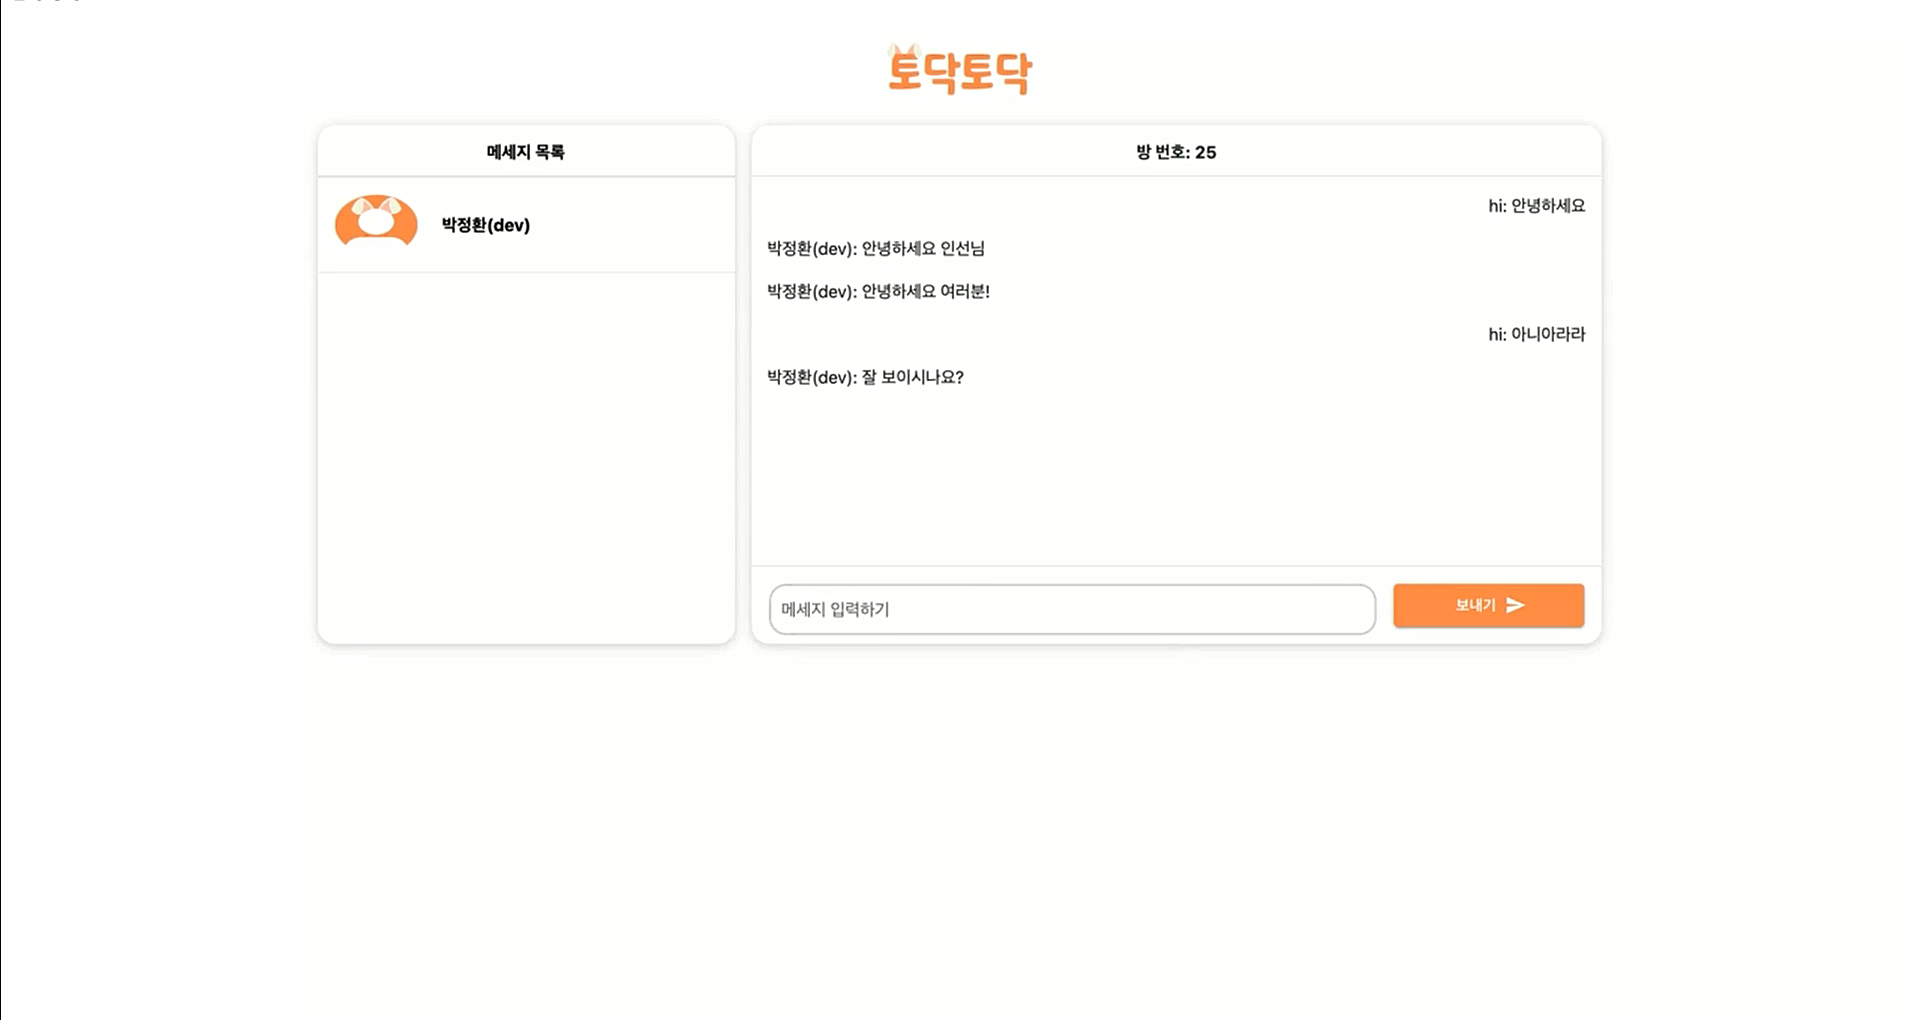 토닥토닥
메세지 목록
박정환(dev)
방 번호: 25
hi: 안녕하세요
박정환(dev): 안녕하세요 인선님
박정환(dev): 안녕하세요 여러분!
hi: 아니아라라
박정환(dev): 잘 보이시나요?
메세지 입력하기
보내기